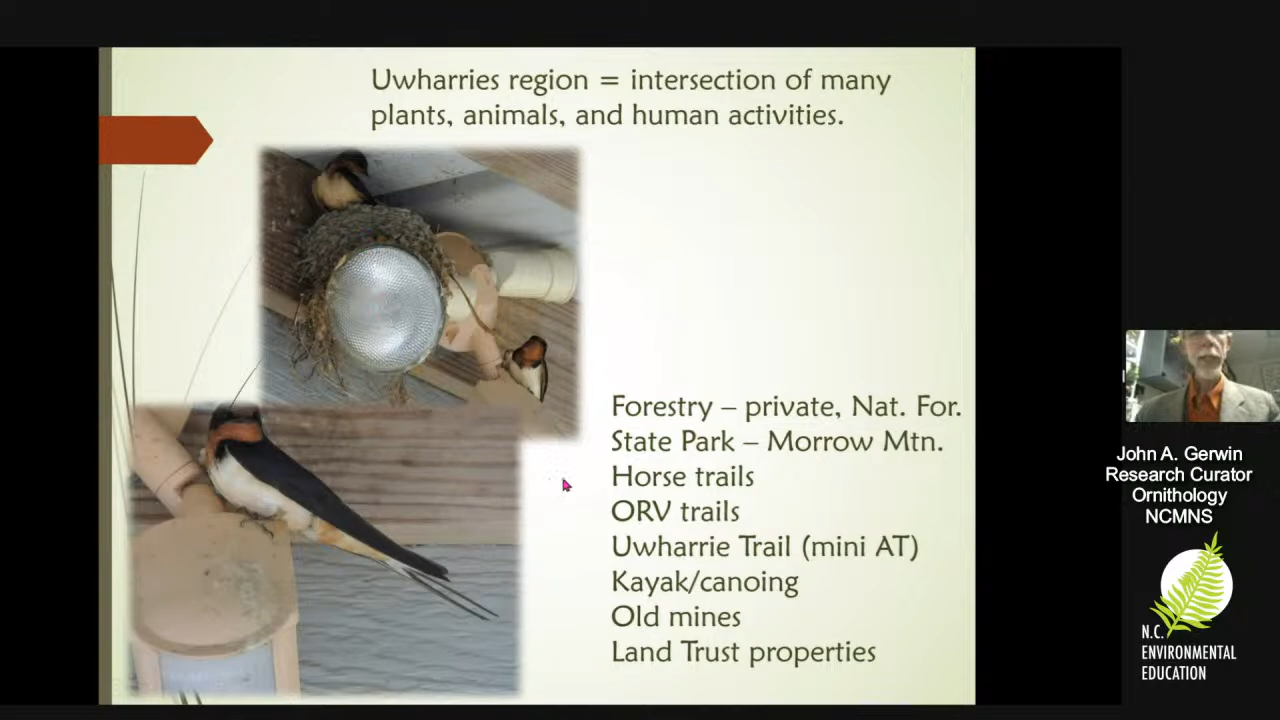 Uwharries region = intersection of many
plants, animals, and human activities.
Forestry – private, Nat. For.
State Park – Morrow Mtn.
Horse trails
ORV trails
Uwharrie Trail (mini AT)
Kayak/canoing
Old mines
Land Trust properties
John A. Gerwin
Research Curator
Ornithology
NCMNS
N.C.
ENVIRONMENTAL
EDUCATION